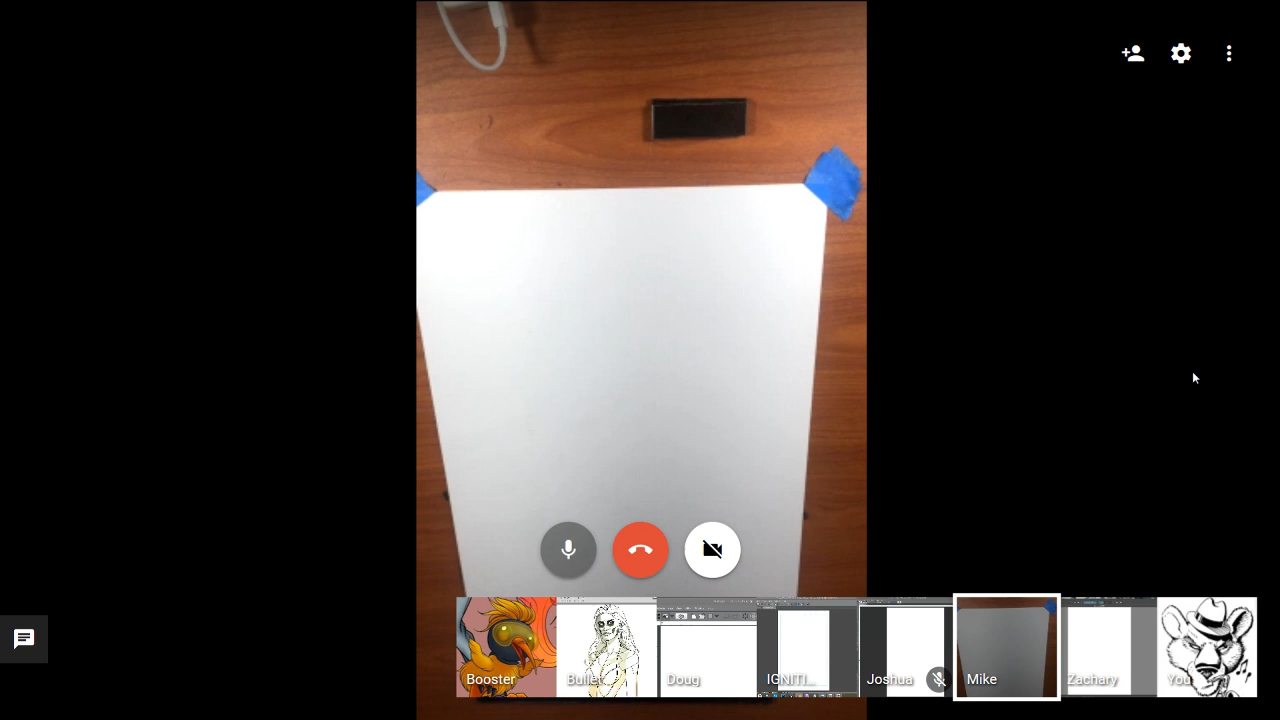 Booster
Bullet
Doug
IGNITI...
Joshua
Mike
Zachary
You